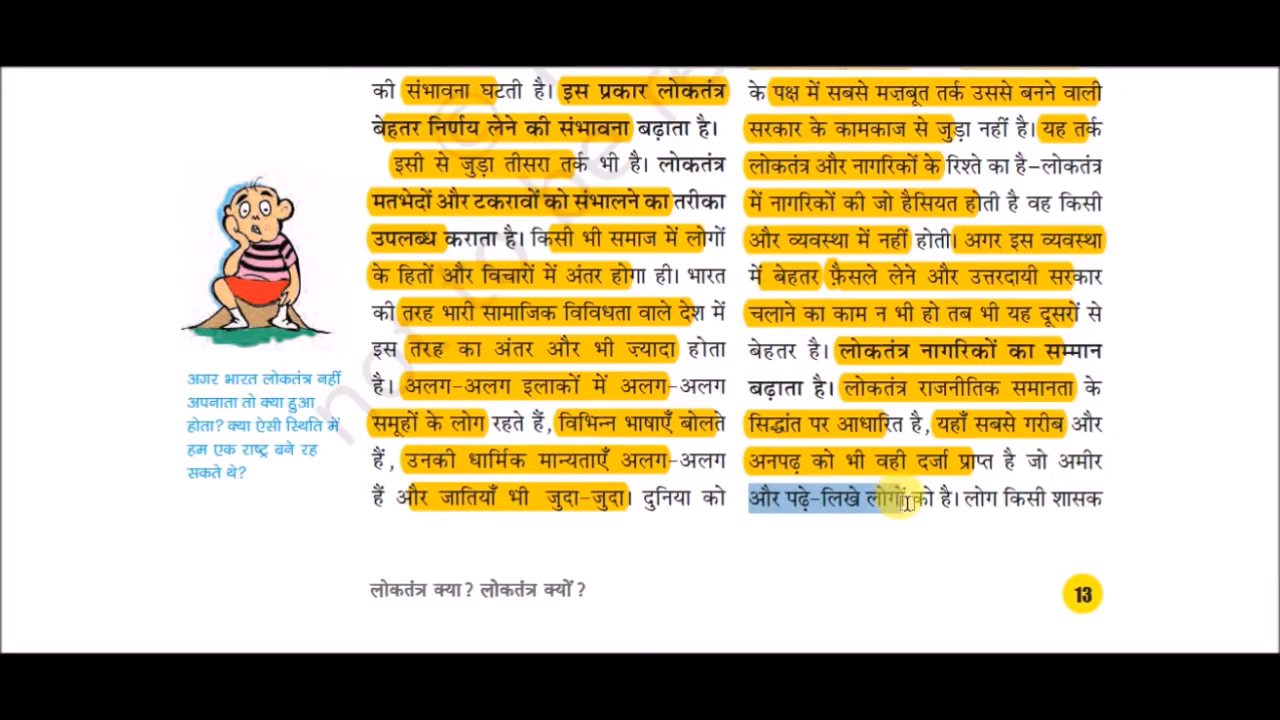 की संभावना घटती है। इस प्रकार लोकतंत्र
बेहतर निर्णय लेने की संभावना बढ़ाता है।
इसी से जुड़ा तीसरा तर्क भी है। लोकतंत्र
मतभेदों और टकरावों को संभालने का तरीका
उपलब्ध कराता है। किसी भी समाज में लोगों
के हितों और विचारों में अंतर होगा ही। भारत
की तरह भारी सामाजिक विविधता वाले देश में
इस तरह का अंतर और भी ज्यादा होता
है। अलग-अलग इलाकों में अलग-अलग
समूहों के लोग रहते हैं, विभिन्न भाषाएँ बोलते
हैं, उनकी धार्मिक मान्यताएँ अलग-अलग
हैं और जातियाँ भी जुदा-जुदा। दुनिया को
के पक्ष में सबसे मज़बूत तर्क उससे बनने वाली
सरकार के कामकाज से जुड़ा नहीं है। यह तर्क
लोकतंत्र और नागरिकों के रिश्ते का है-लोकतंत्र
में नागरिकों की जो हैसियत होती है वह किसी
और व्यवस्था में नहीं होती। अगर इस व्यवस्था
में बेहतर फ़ैसले लेने और उत्तरदायी सरकार
चलाने का काम न भी हो तब भी यह दूसरों से
बेहतर है। लोकतंत्र नागरिकों का सम्मान
बढ़ाता है। लोकतंत्र राजनीतिक समानता के
सिद्धांत पर आधारित है, यहाँ सबसे गरीब और
अनपढ़ को भी वही दर्जा प्राप्त है जो अमीर
और पढ़े-लिखे लोगों को है। लोग किसी शासक
अगर भारत लोकतंत्र नहीं
अपनाता तो क्या हुआ
होता? क्या ऐसी स्थिति में
हम एक राष्ट्र बने रह
सकते थे?
लोकतंत्र क्या? लोकतंत्र क्यों?
13